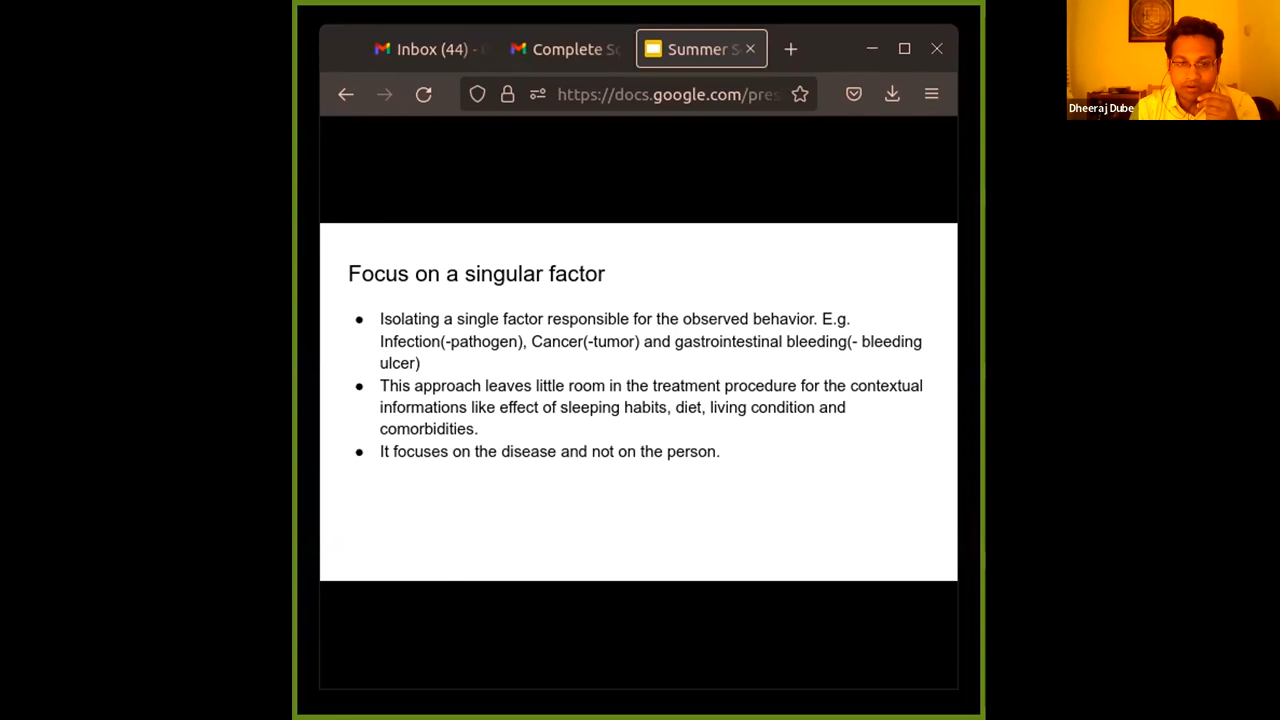 Inbox (44) -
Complete So
Summer S
https://docs.google.com/pres
Dheeraj Dube
Focus on a singular factor
● Isolating a single factor responsible for the observed behavior. E.g.
Infection(-pathogen), Cancer(-tumor) and gastrointestinal bleeding(- bleeding
ulcer)
● This approach leaves little room in the treatment procedure for the contextual
informations like effect of sleeping habits, diet, living condition and
comorbidities.
● It focuses on the disease and not on the person.